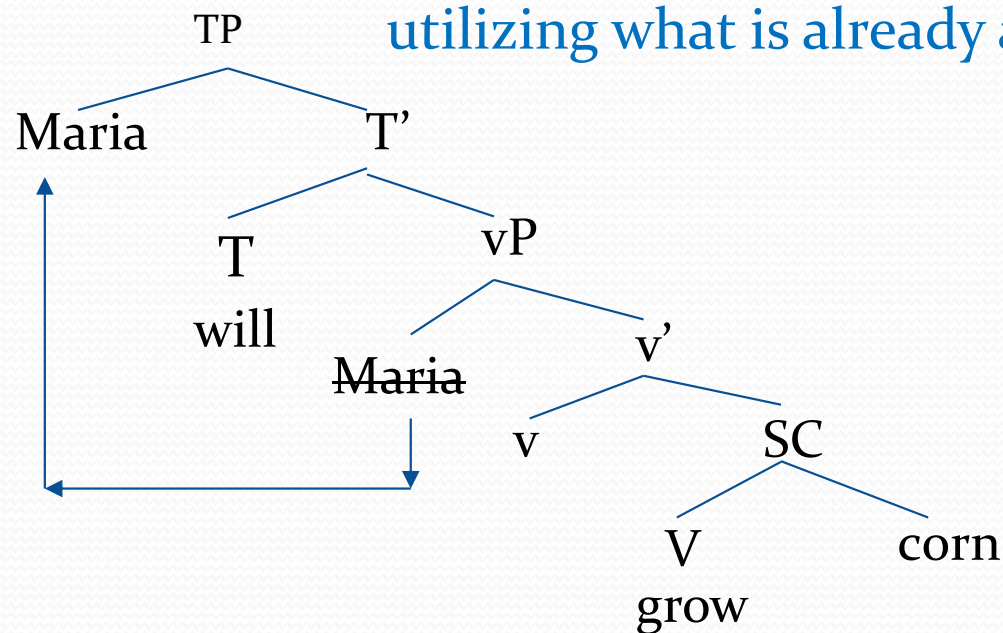 TP
utilizing what is already
Maria
T’
T
vP
will
Maria
v’
v
SC
V
corn
grow